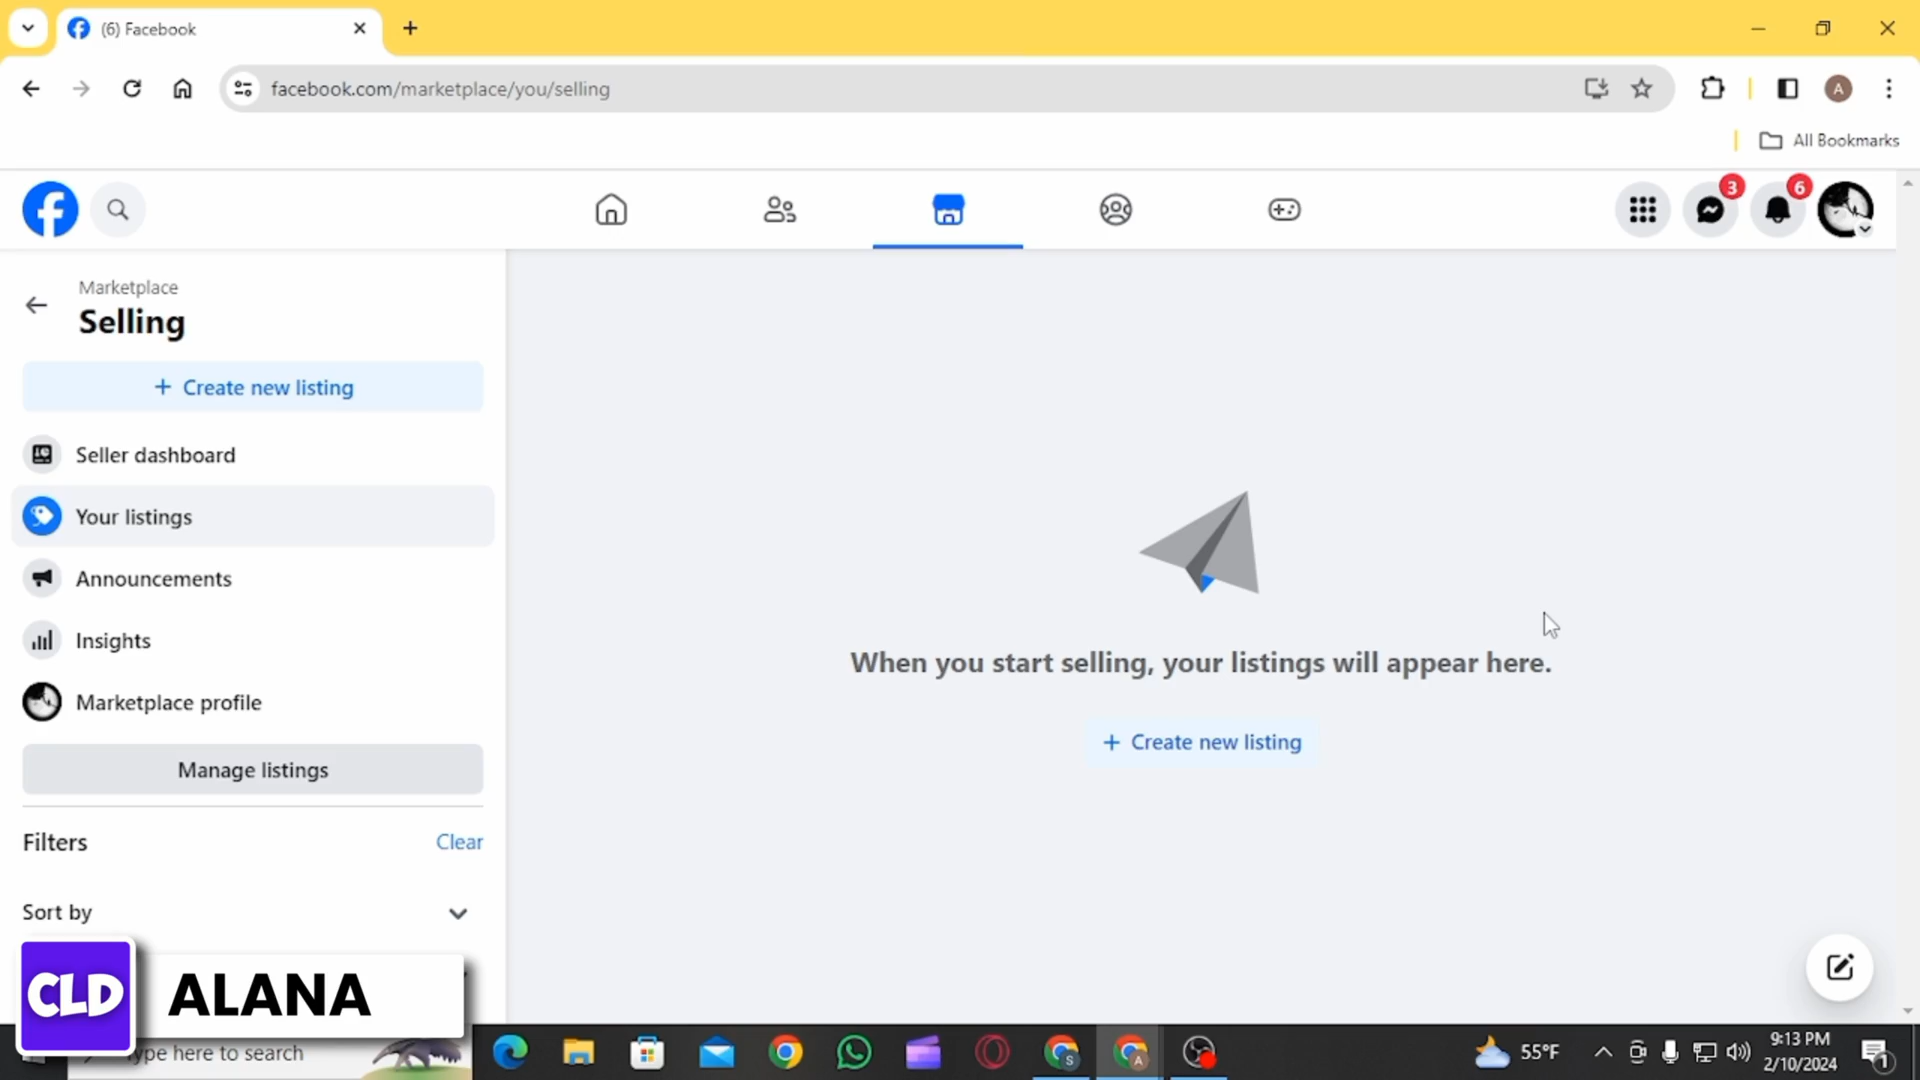 (6) Facebook
facebook.com/marketplace/you/selling
All Bookmarks
A
3
6
Marketplace
Selling
+ Create new listing
Seller dashboard
Your listings
Announcements
Insights
Marketplace profile
Manage listings
Filters
Clear
Sort by
When you start selling, your listings will appear here.
+ Create new listing
CLD
ALANA
Type here to search
S
A
55°F
9:13 PM
2/10/2024
1